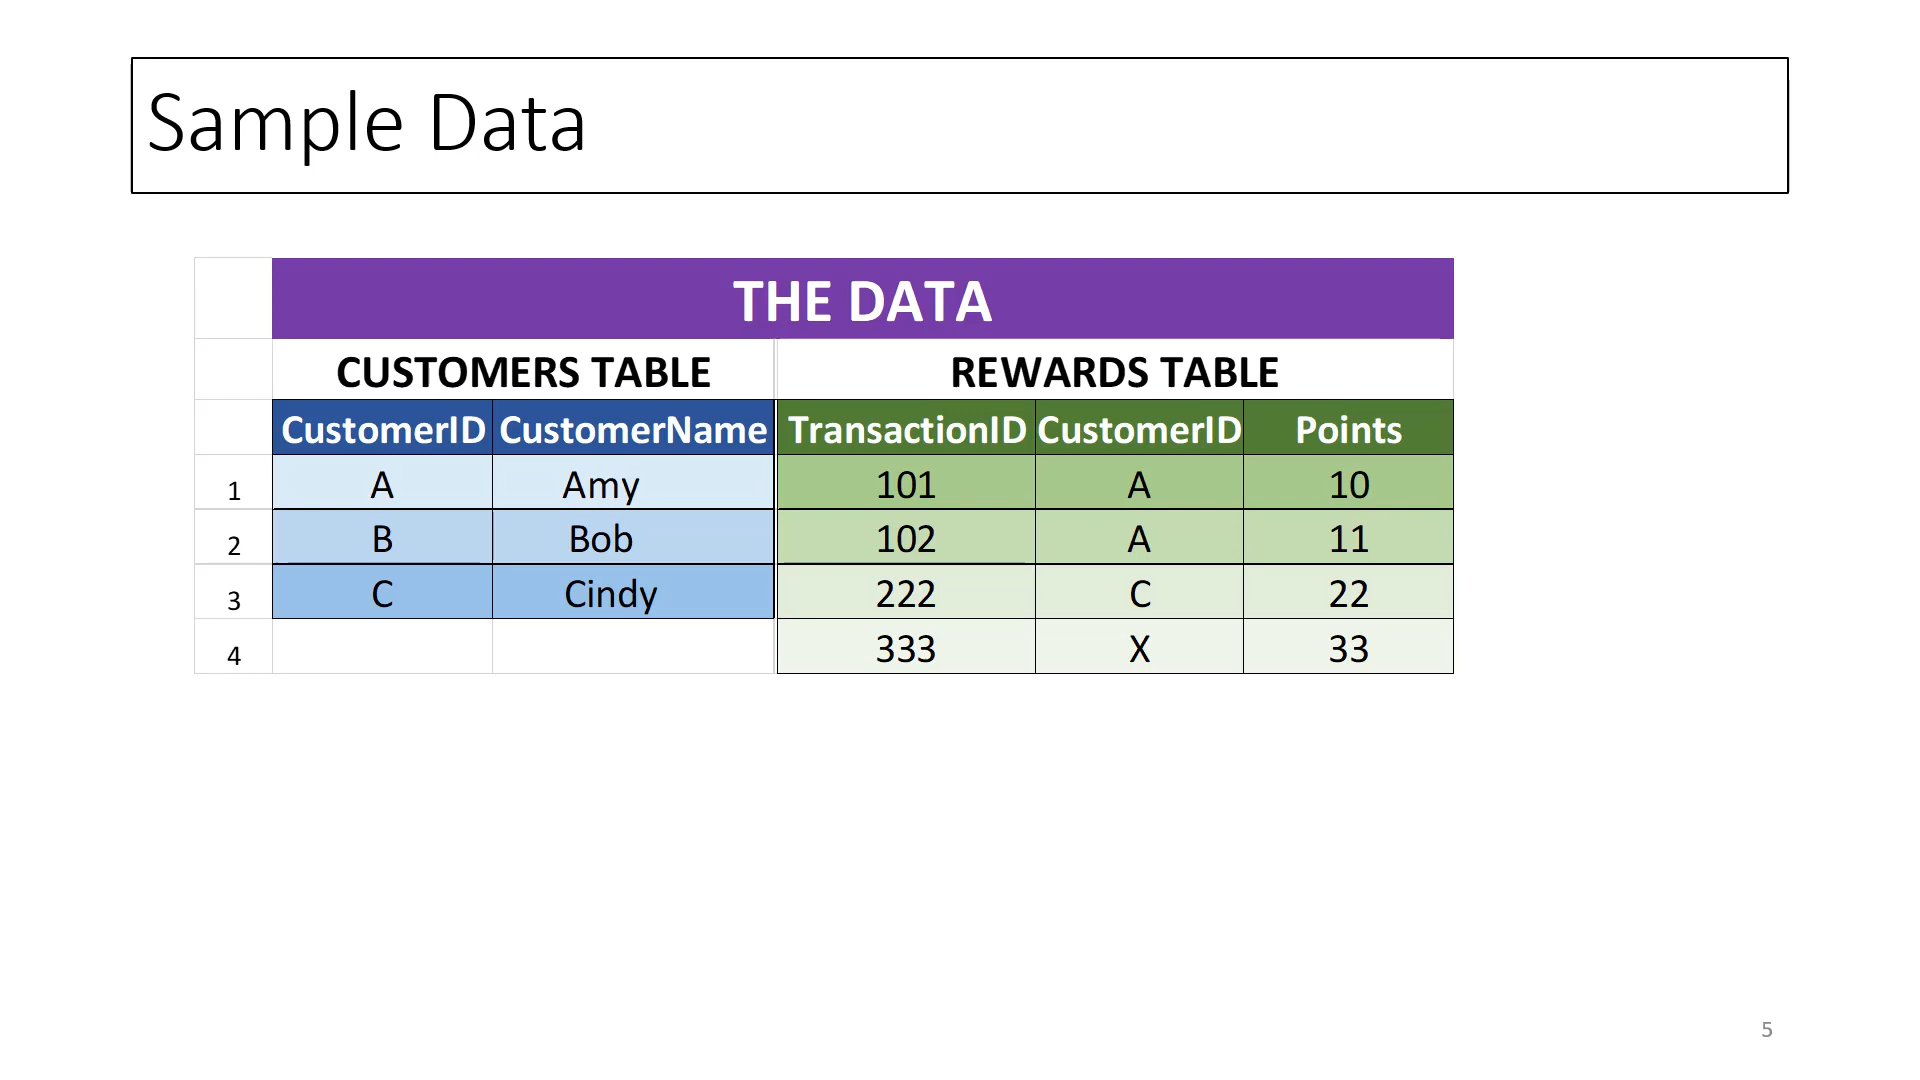 Sample Data
THE DATA
CUSTOMERS TABLE REWARDS TABLE
CustomerID CustomerName TransactionID CustomerID Points
1 A Amy 101 A 10
2 B Bob 102 A 11
3 C Cindy 222 C 22
4 333 X 33
5